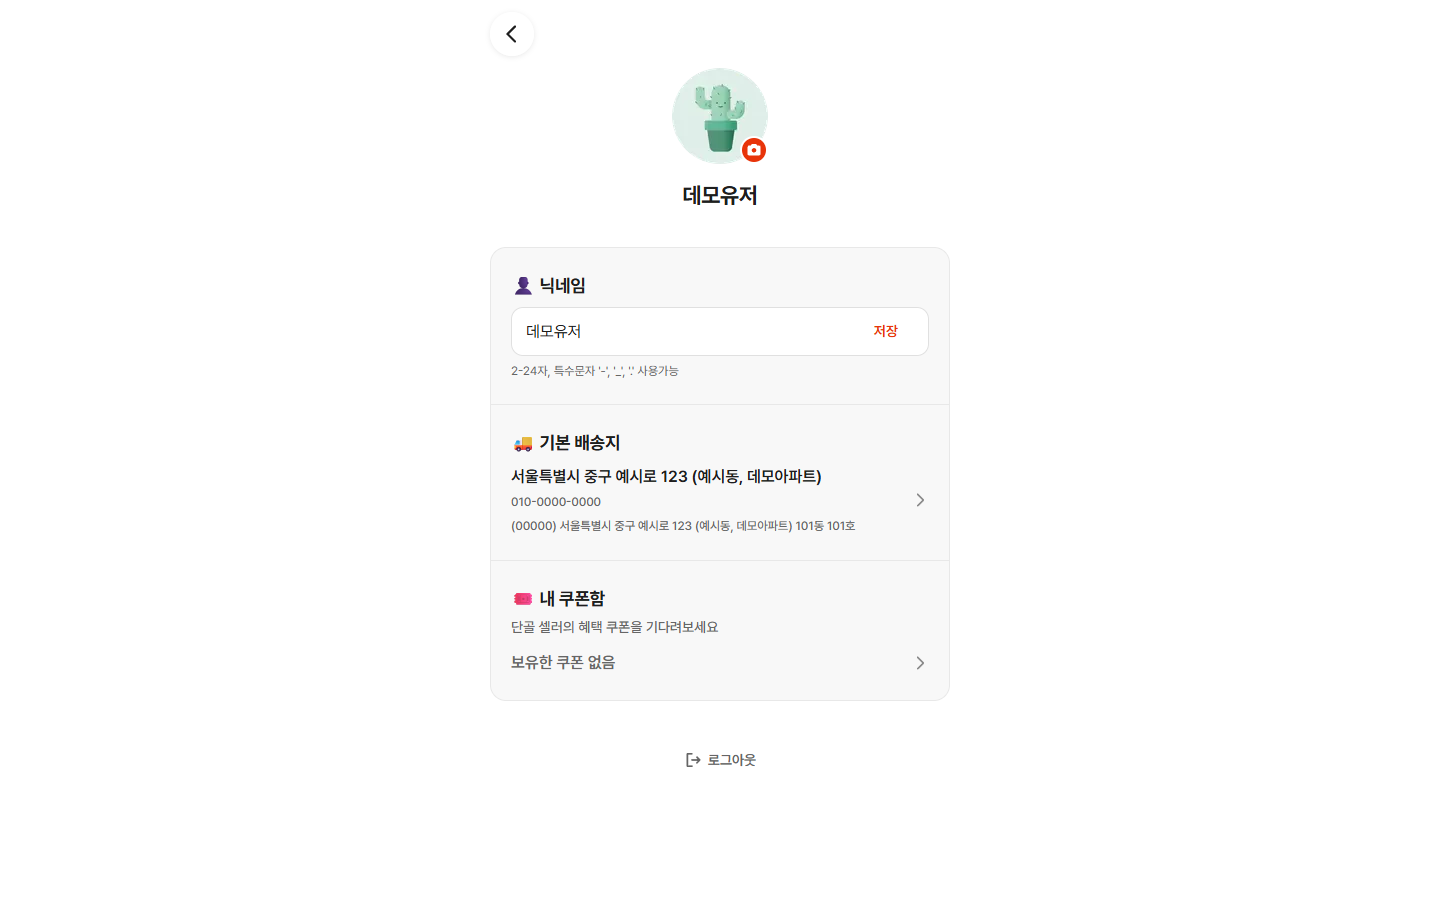 데모유저
닉네임
데모유저 저장
2-24자, 특수문자 '-', '_', '.' 사용가능
기본 배송지
서울특별시 중구 예시로 123 (예시동, 데모아파트)
010-0000-0000
(00000) 서울특별시 중구 예시로 123 (예시동, 데모아파트) 101동 101호
내 쿠폰함
단골 셀러의 혜택 쿠폰을 기다려보세요
보유한 쿠폰 없음
로그아웃